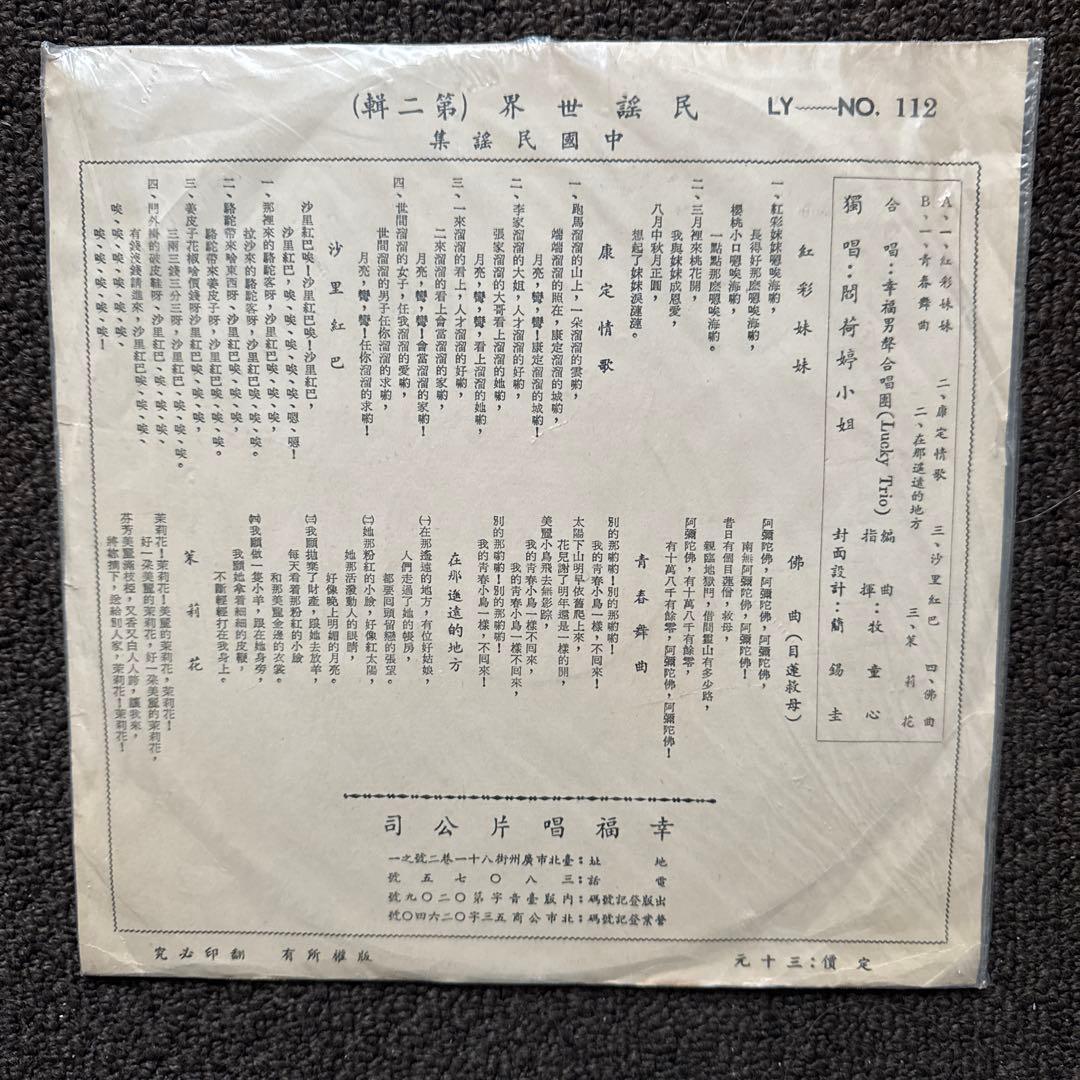 民謠世界(第二輯) LY——NO. 112
中國民謠集
A、一、紅彩妹妹 二、康定情歌 三、沙里紅巴 四、佛曲
B、一、青春舞曲 二、在那遙遠的地方 三、茉莉花
合唱:幸福男聲合唱團(Lucky Trio) 編曲
指揮:牧童心
獨唱:閻荷婷小姐 封面設計:簡錫圭
紅彩妹妹
一、紅彩妹妹嗯唉海喲,
長得好那麽嗯唉海喲,
櫻桃小口嗯唉海喲,
一點點那麽嗯唉海喲。
二、三月裡來桃花開,
我與妹妹成恩愛,
八月中秋月正圓,
想起了妹妹淚漣漣。
康定情歌
一、跑馬溜溜的山上,一朵溜溜的雲喲,
端端溜溜的照在,康定溜溜的城喲,
月亮,彎,彎!康定溜溜的城喲!
二、李家溜溜的大姐,人才溜溜的好喲,
張家溜溜的大哥看上溜溜的她喲,
月亮,彎,彎,看上溜溜的她喲,
三、一來溜溜的看上,人才溜溜的好喲,
二來溜溜的看上會當溜溜的家喲,
月亮,彎,彎!會當溜溜的家喲!
四、世間溜溜的女子,任我溜溜的愛喲,
世間溜溜的男子任你溜溜的求喲,
月亮,彎,彎!任你溜溜的求喲!
沙里紅巴
沙里紅巴唉!沙里紅巴唉!沙里紅巴,
沙里紅巴,唉、唉、唉、唉、嗯、嗯!
一、那裡來的駱駝客呀,沙里紅巴唉、唉、唉,
拉沙來的駱駝客呀,沙里紅巴唉、唉、唉。
二、駱駝帶來啥東西呀,沙里紅巴唉、唉、唉,
駱駝帶來姜皮子呀,沙里紅巴唉、唉、唉。
三、姜皮子花椒啥價錢呀沙里紅巴唉、唉、唉,
三兩三錢三分三呀,沙里紅巴唉、唉、唉。
四、門外掛的破皮鞋呀,沙里紅巴唉、唉、唉,
有錢沒錢請進來,沙里紅巴唉、唉、唉、
唉、唉、唉、唉、唉、
唉、唉、唉、唉、唉!
佛曲(目蓮救母)
阿彌陀佛,阿彌陀佛,阿彌陀佛,
南無阿彌陀佛,阿彌陀佛!
昔日有個目蓮僧,救母,
親臨地獄門,借問靈山有多少路,
阿彌陀佛,有十萬八千有餘零,
有十萬八千有餘零,阿彌陀佛,阿彌陀佛!
青春舞曲
別的那喲喲!別的那喲喲!
我的青春小鳥一樣,不囘來!
太陽下山明早依舊爬上來,
花兒謝了明年還是一樣的開,
美麗小鳥飛去無影踪,
我的青春小鳥一樣不囘來,
我的青春小鳥一樣不囘來,
別的那喲喲!別的那喲喲!
我的青春小鳥一樣,不囘來!
在那遙遠的地方
㈠在那遙遠的地方,有位好姑娘,
人們走過了她的帳房,
都要囘頭留戀的張望。
㈡她那粉紅的小臉,好像紅太陽,
她那活潑動人的眼睛,
好像晚上明媚的月亮。
㈢我願拋棄了財產,跟她去放羊,
每天看着那粉紅的小臉
和那美麗金邊的衣裳。
㈣我願做一隻小羊,跟在她身旁,
我願她拿着細細的皮鞭,
不斷輕輕打在我身上。
茉莉花
茉莉花!茉莉花!美麗的茉莉花,茉莉花!
好一朵美麗的茉莉花,好一朵美麗的茉莉花,
芬芳美麗滿枝椏,又香又白人人誇,讓我來,
將你摘下,送給別人家,茉莉花!茉莉花!
幸福唱片公司
地址:臺北市廣州街八十一巷二號之一
電話:三八〇七五號
出版登記號碼:內版臺音字第〇二〇九號
營業登記號碼:北市公商五三字〇二六四〇號
定價:三十元
版權所有 翻印必究